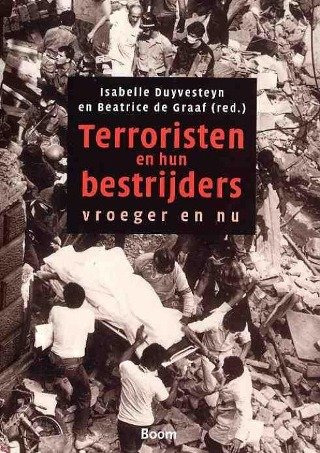 Isabelle Duyvesteyn
en Beatrice de Graaf (red.)
Terroristen
en hun
bestrijders
vroeger en nu
Boom